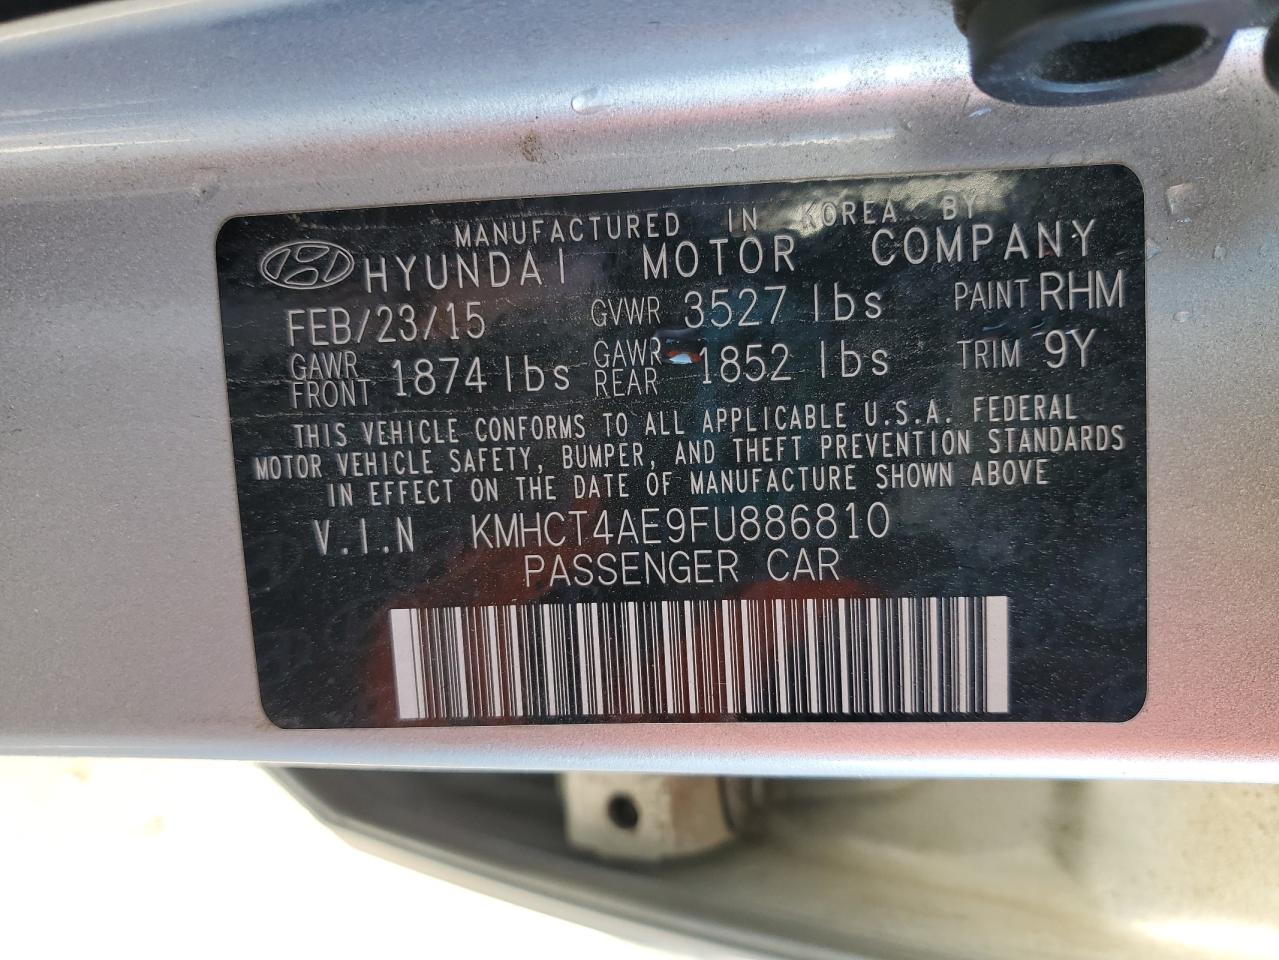 MANUFACTURED IN KOREA BY
HYUNDAI MOTOR COMPANY
FEB/23/15 GVWR 3527 lbs PAINT RHM
GAWR FRONT 1874 lbs GAWR REAR 1852 lbs TRIM 9Y
THIS VEHICLE CONFORMS TO ALL APPLICABLE U.S.A. FEDERAL
MOTOR VEHICLE SAFETY, BUMPER, AND THEFT PREVENTION STANDARDS
IN EFFECT ON THE DATE OF MANUFACTURE SHOWN ABOVE
V.I.N KMHCT4AE9FU886810
PASSENGER CAR